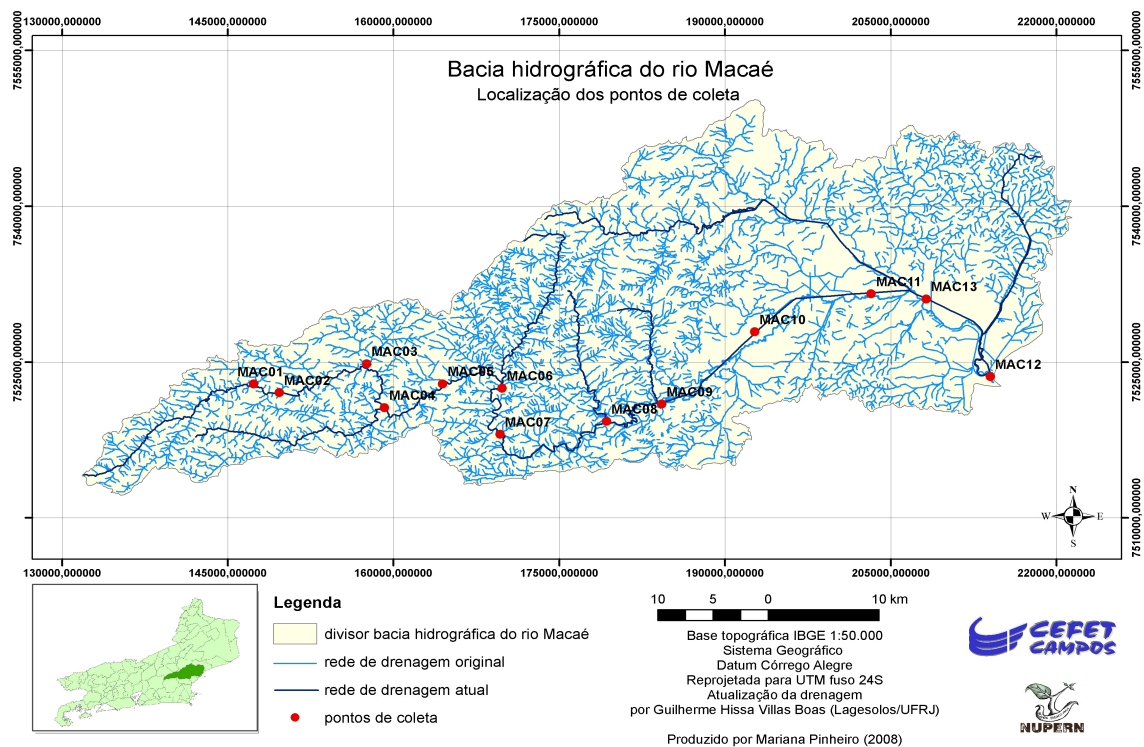 130000,000000 145000,000000 160000,000000 175000,000000 190000,000000 205000,000000 220000,000000
7555000,000000 7555000,000000
Bacia hidrográfica do rio Macaé
Localização dos pontos de coleta
7540000,000000 7540000,000000
MAC11
MAC13
MAC10
7525000,000000 7525000,000000
MAC03
MAC01
MAC02
MAC05
MAC06
MAC12
MAC04
MAC09
MAC08
MAC07
N
W E
S
7510000,000000 7510000,000000
130000,000000 145000,000000 160000,000000 175000,000000 190000,000000 205000,000000 220000,000000
Legenda
divisor bacia hidrográfica do rio Macaé
rede de drenagem original
rede de drenagem atual
pontos de coleta
10 5 0 10 km
Base topográfica IBGE 1:50.000
Sistema Geográfico
Datum Córrego Alegre
Reprojetada para UTM fuso 24S
Atualização da drenagem
por Guilherme Hissa Villas Boas (Lagesolos/UFRJ)
Produzido por Mariana Pinheiro (2008)
CEFET
CAMPOS
NUPERN